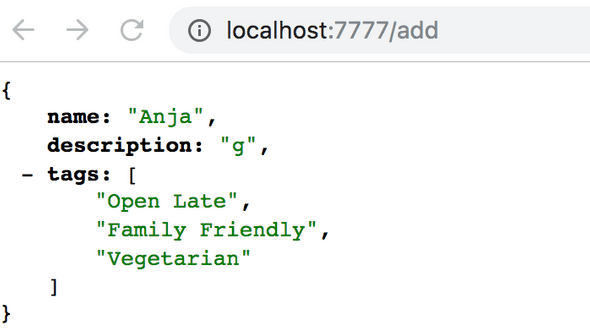 localhost:7777/add
{
name: "Anja",
description: "g",
- tags: [
"Open Late",
"Family Friendly",
"Vegetarian"
]
}